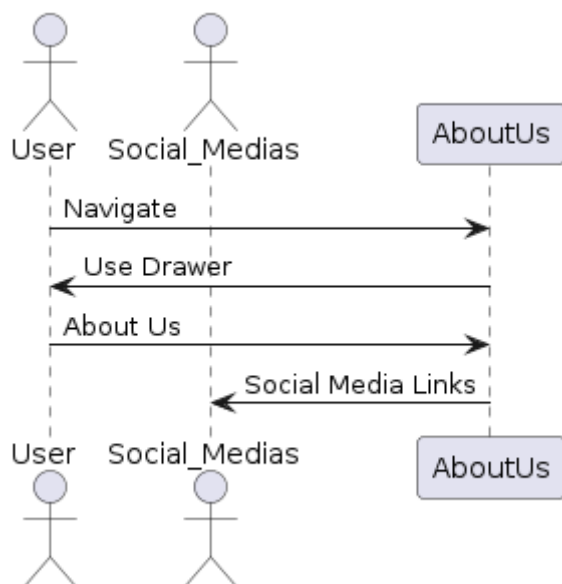 User
Social_Medias
AboutUs
Navigate
Use Drawer
About Us
Social Media Links
User
Social_Medias
AboutUs